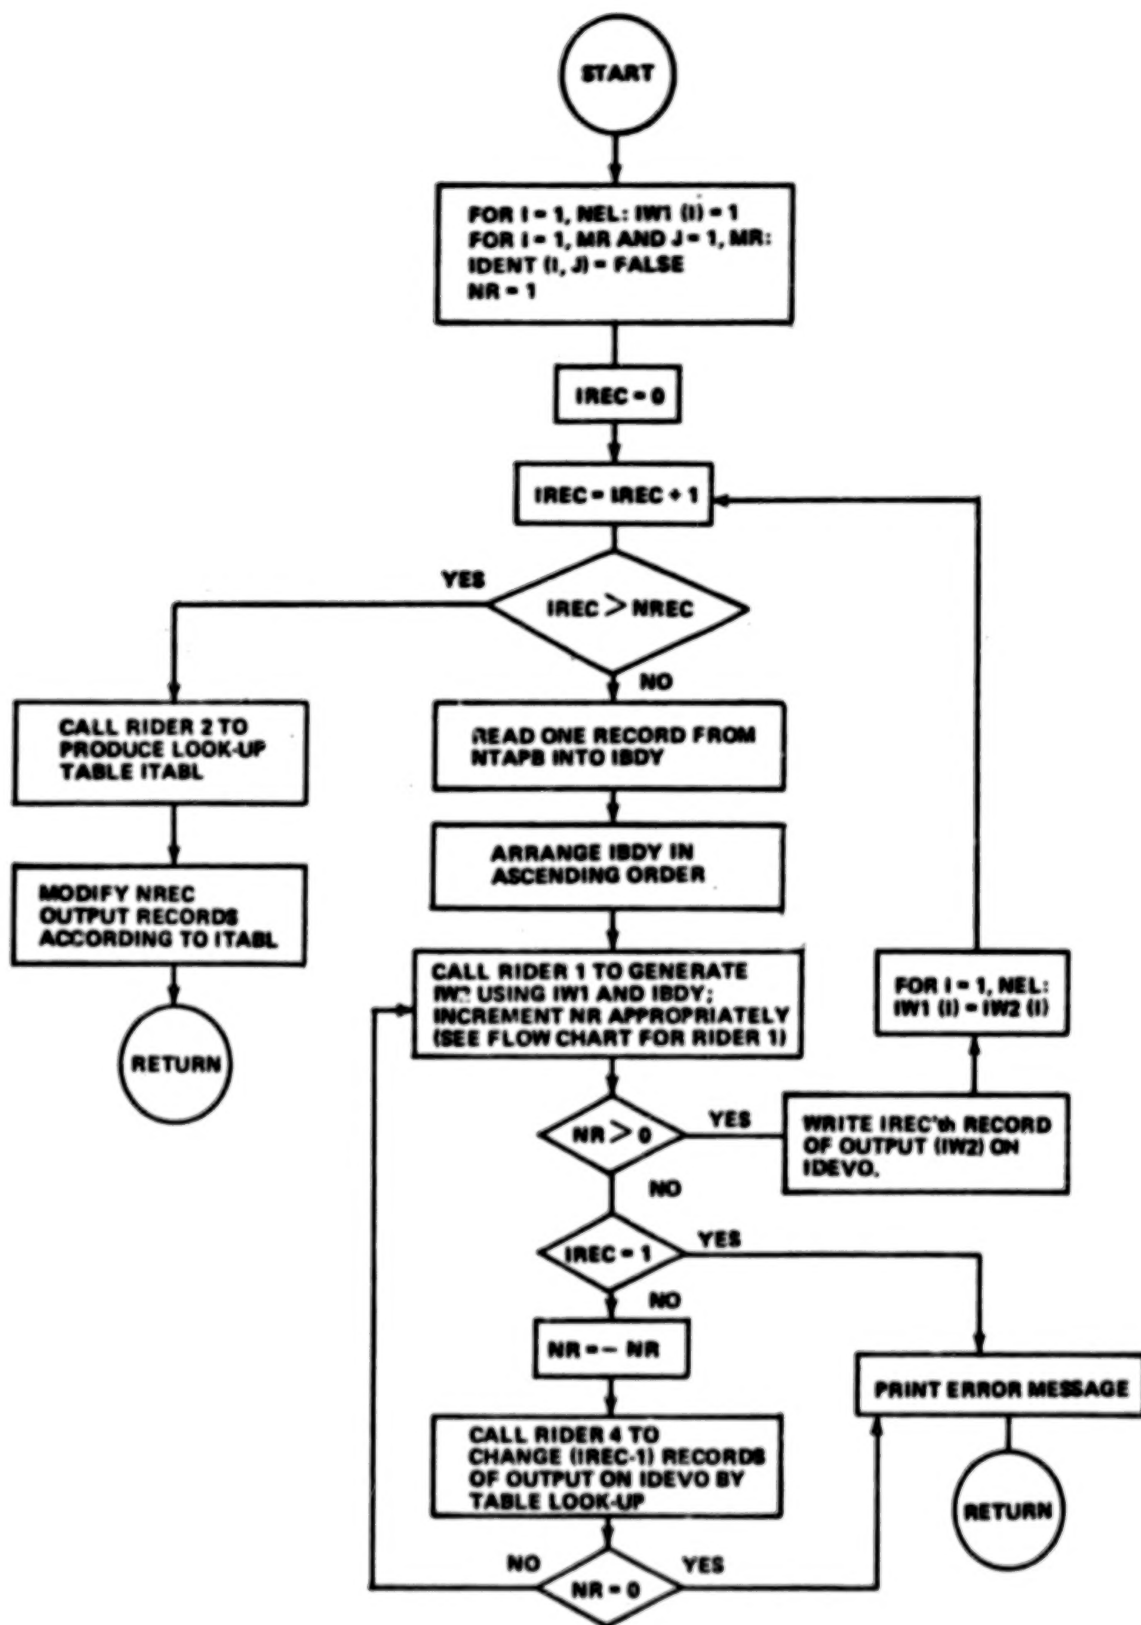 START
FOR I = 1, NEL: IW1 (I) = 1
FOR I = 1, MR AND J = 1, MR:
IDENT (I, J) = FALSE
NR = 1
IREC = 0
IREC = IREC + 1
YES
IREC > NREC
NO
CALL RIDER 2 TO
PRODUCE LOOK-UP
TABLE ITABL
READ ONE RECORD FROM
NTAPB INTO IBDY
MODIFY NREC
OUTPUT RECORDS
ACCORDING TO ITABL
ARRANGE IBDY IN
ASCENDING ORDER
CALL RIDER 1 TO GENERATE
IW2 USING IW1 AND IBDY;
INCREMENT NR APPROPRIATELY
(SEE FLOW CHART FOR RIDER 1)
FOR I = 1, NEL:
IW1 (I) = IW2 (I)
RETURN
NR > 0
YES
WRITE IREC'th RECORD
OF OUTPUT (IW2) ON
IDEVO.
NO
IREC = 1
YES
NO
NR = - NR
PRINT ERROR MESSAGE
CALL RIDER 4 TO
CHANGE (IREC-1) RECORDS
OF OUTPUT ON IDEVO BY
TABLE LOOK-UP
RETURN
NO
NR = 0
YES